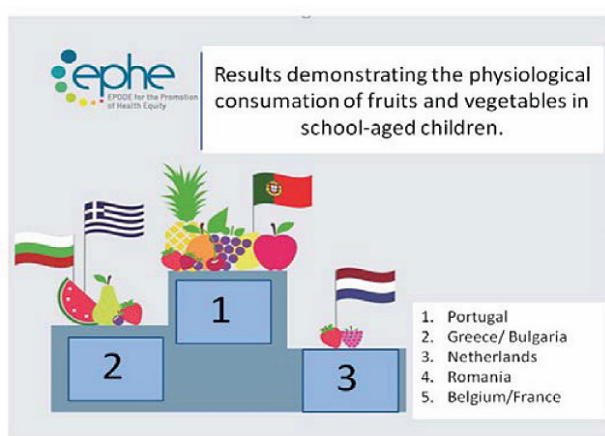 ephe
EPODE for the Promotion
of Health Equity
Results demonstrating the physiological
consumation of fruits and vegetables in
school-aged children.
1
2
3
1. Portugal
2. Greece/ Bulgaria
3. Netherlands
4. Romania
5. Belgium/France